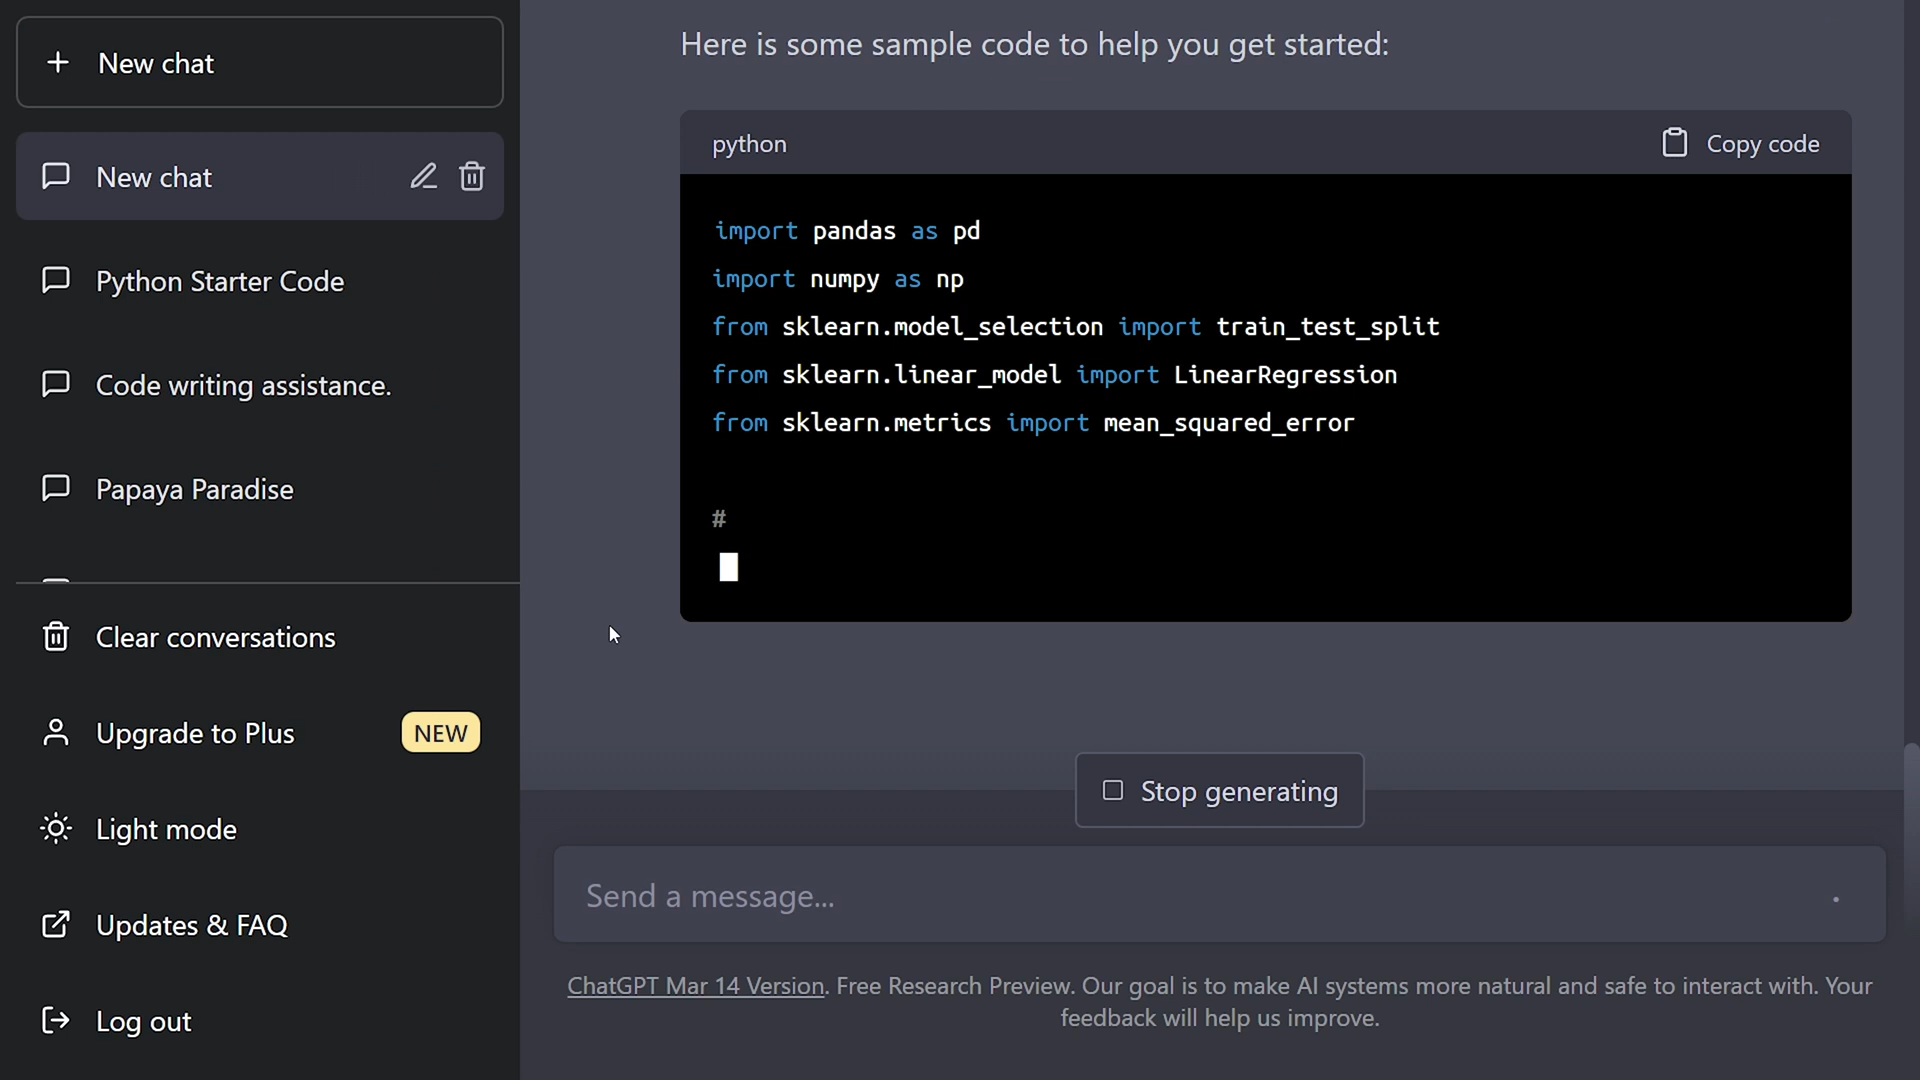 New chat
New chat
Python Starter Code
Code writing assistance.
Papaya Paradise
Clear conversations
Upgrade to Plus NEW
Light mode
Updates & FAQ
Log out
Here is some sample code to help you get started:
python Copy code
import pandas as pd
import numpy as np
from sklearn.model_selection import train_test_split
from sklearn.linear_model import LinearRegression
from sklearn.metrics import mean_squared_error
#
Stop generating
Send a message...
ChatGPT Mar 14 Version. Free Research Preview. Our goal is to make AI systems more natural and safe to interact with. Your
feedback will help us improve.